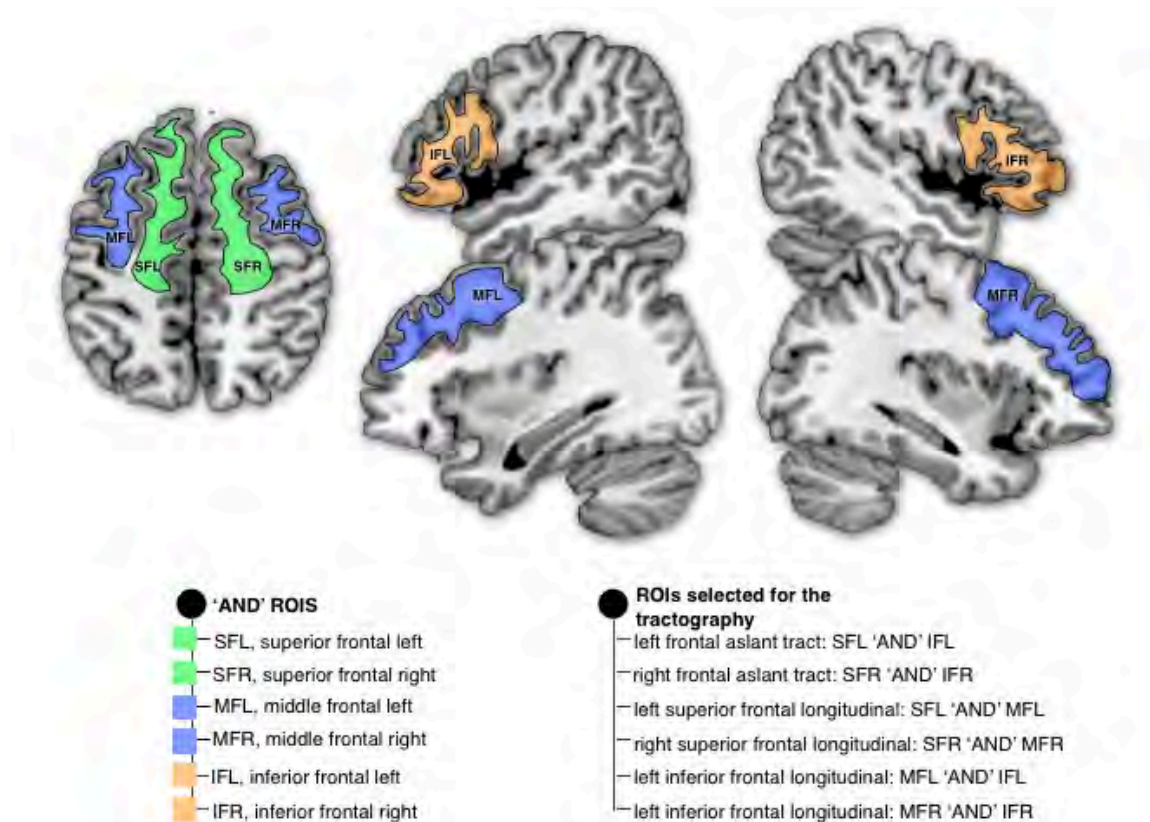 IFL
IFR
MFL
MFR
SFL
SFR
MFL
MFR
'AND' ROIS
SFL, superior frontal left
SFR, superior frontal right
MFL, middle frontal left
MFR, middle frontal right
IFL, inferior frontal left
IFR, inferior frontal right
ROIs selected for the
tractography
left frontal aslant tract: SFL 'AND' IFL
right frontal aslant tract: SFR 'AND' IFR
left superior frontal longitudinal: SFL 'AND' MFL
right superior frontal longitudinal: SFR 'AND' MFR
left inferior frontal longitudinal: MFL 'AND' IFL
left inferior frontal longitudinal: MFR 'AND' IFR